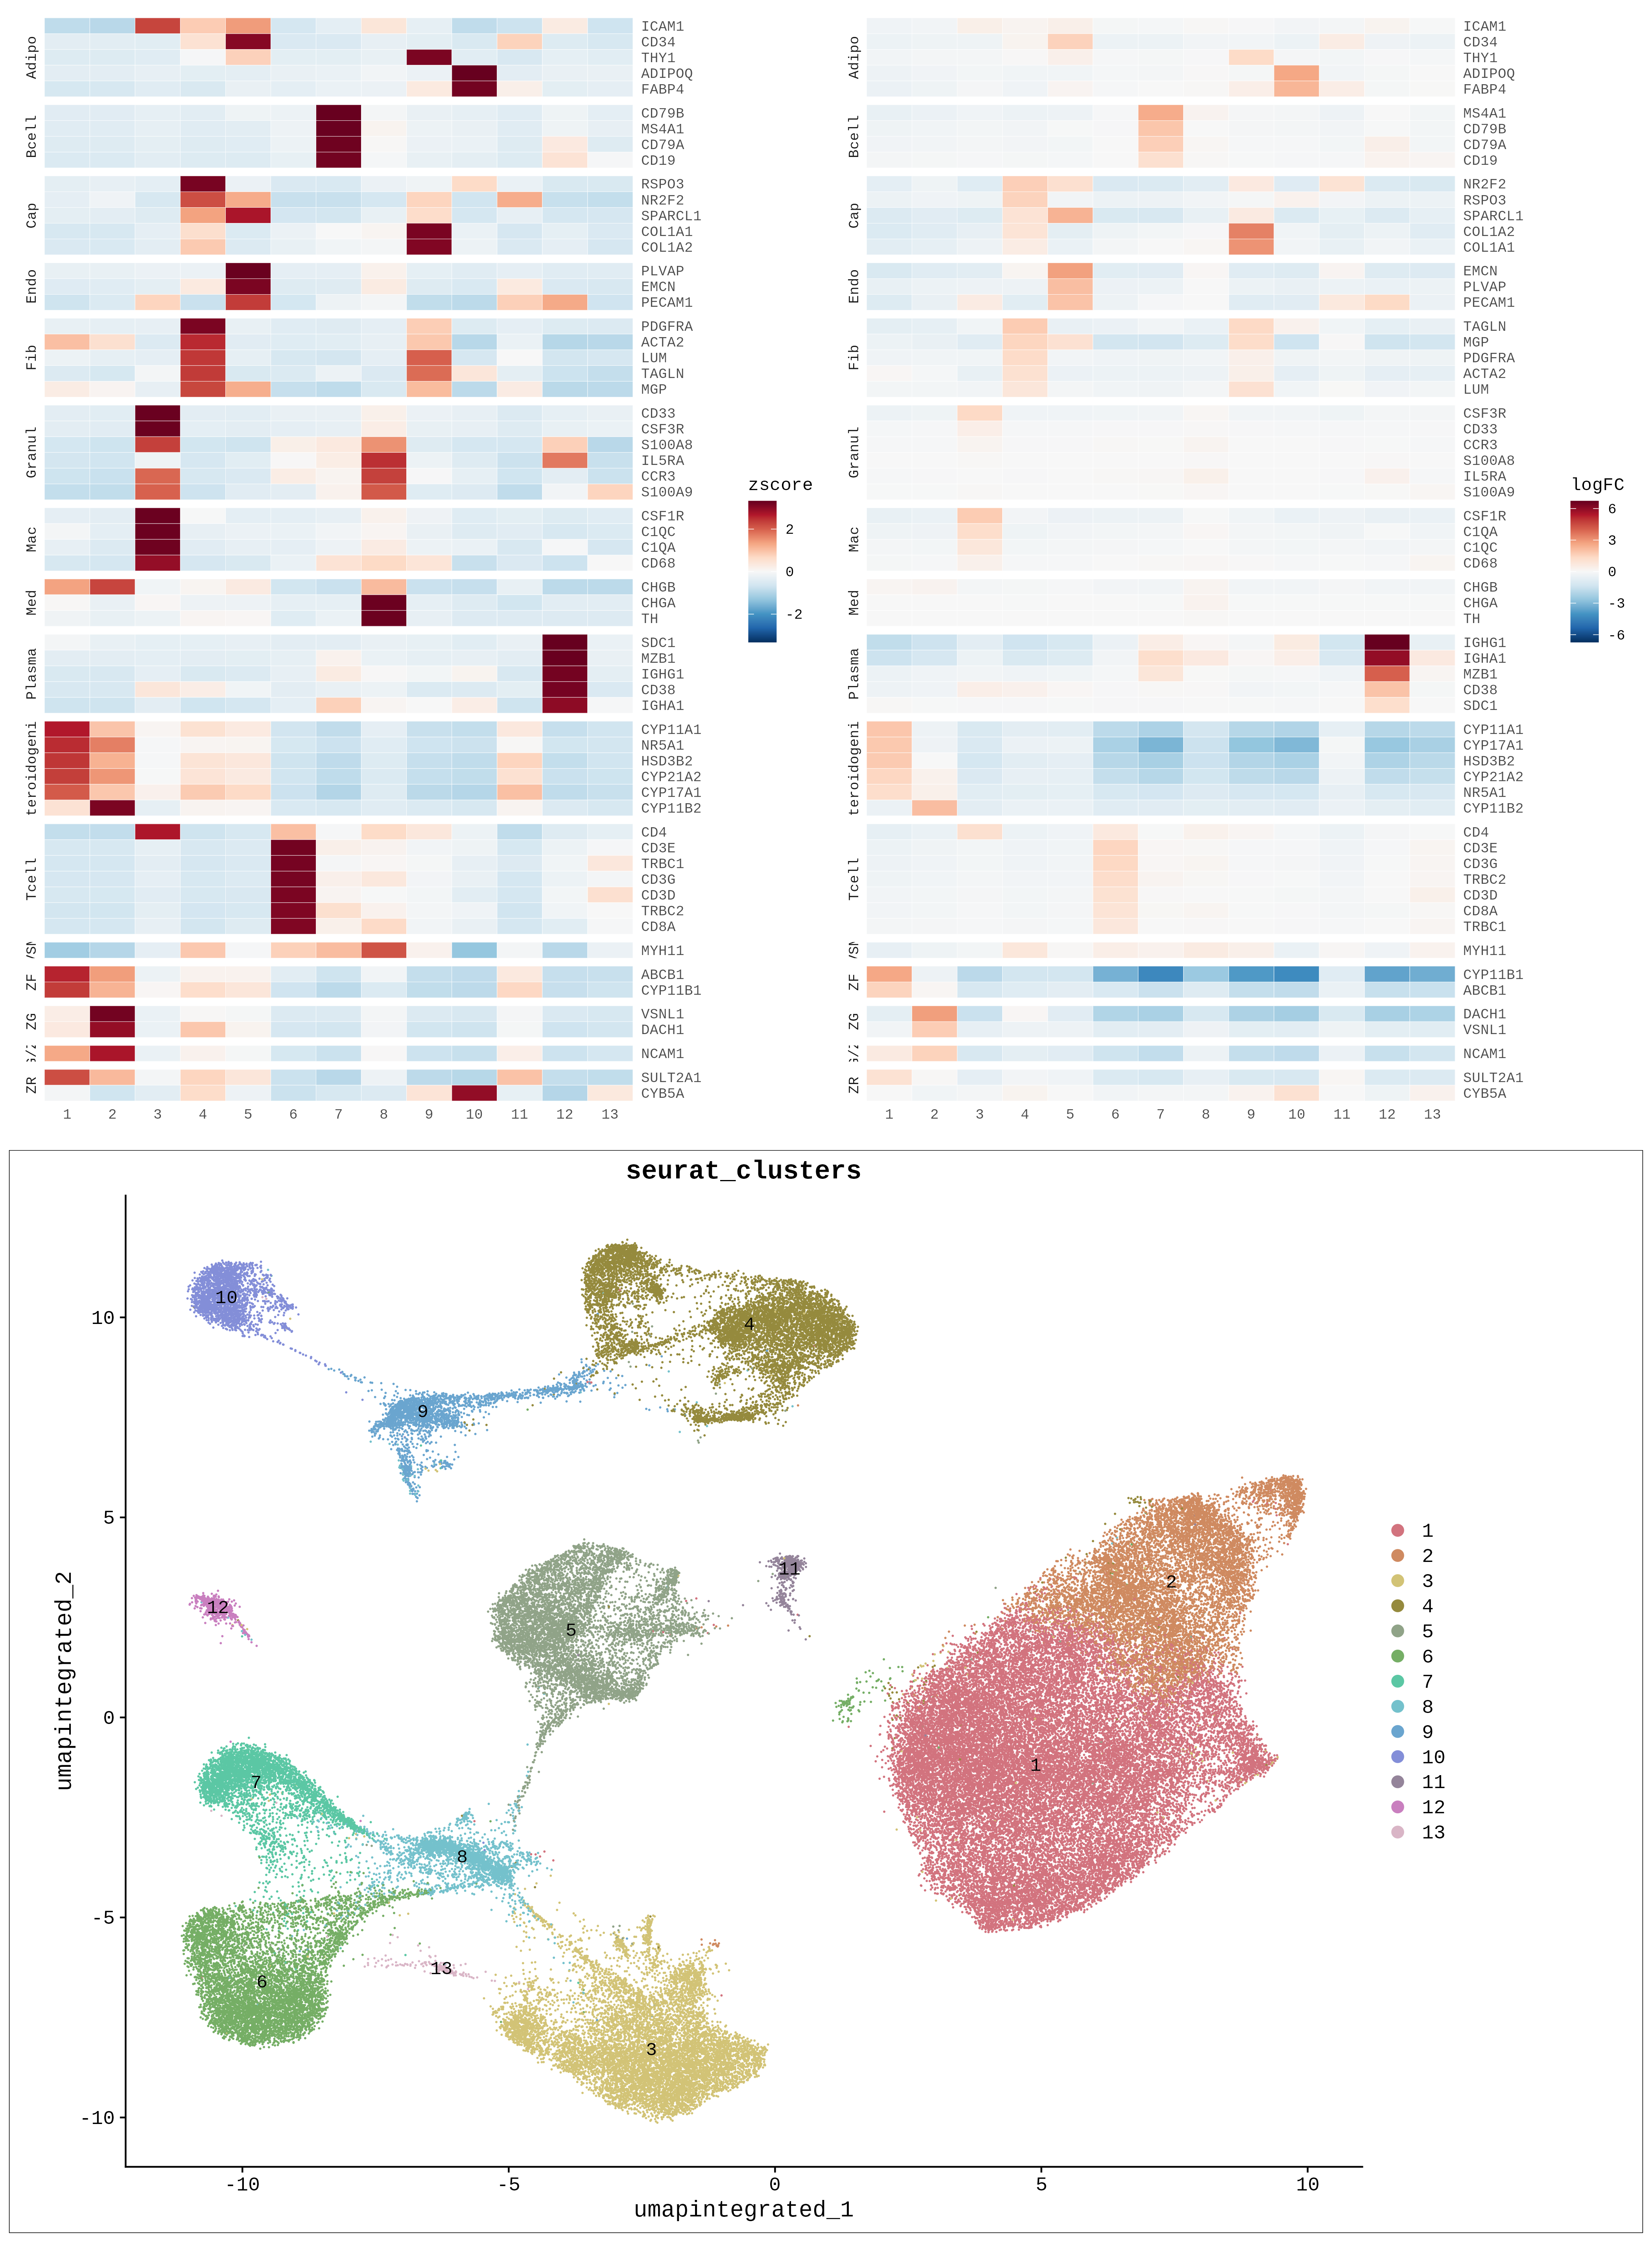 Adipo
ICAM1
CD34
THY1
ADIPOQ
FABP4
Bcell
CD79B
MS4A1
CD79A
CD19
Cap
RSPO3
NR2F2
SPARCL1
COL1A1
COL1A2
Endo
PLVAP
EMCN
PECAM1
Fib
PDGFRA
ACTA2
LUM
TAGLN
MGP
Granul
CD33
CSF3R
S100A8
IL5RA
CCR3
S100A9
Mac
CSF1R
C1QC
C1QA
CD68
Med
CHGB
CHGA
TH
Plasma
SDC1
MZB1
IGHG1
CD38
IGHA1
teroidogeni
CYP11A1
NR5A1
HSD3B2
CYP21A2
CYP17A1
CYP11B2
Tcell
CD4
CD3E
TRBC1
CD3G
CD3D
TRBC2
CD8A
MYH11
ZF
ABCB1
CYP11B1
ZG
VSNL1
DACH1
NCAM1
ZR
SULT2A1
CYB5A
1 2 3 4 5 6 7 8 9 10 11 12 13
zscore
2
0
-2
Adipo
ICAM1
CD34
THY1
ADIPOQ
FABP4
Bcell
MS4A1
CD79B
CD79A
CD19
Cap
NR2F2
RSPO3
SPARCL1
COL1A2
COL1A1
Endo
EMCN
PLVAP
PECAM1
Fib
TAGLN
MGP
PDGFRA
ACTA2
LUM
Granul
CSF3R
CD33
CCR3
S100A8
IL5RA
S100A9
Mac
CSF1R
C1QA
C1QC
CD68
Med
CHGB
CHGA
TH
Plasma
IGHG1
IGHA1
MZB1
CD38
SDC1
teroidogeni
CYP11A1
CYP17A1
HSD3B2
CYP21A2
NR5A1
CYP11B2
Tcell
CD4
CD3E
CD3G
TRBC2
CD3D
CD8A
TRBC1
MYH11
ZF
CYP11B1
ABCB1
ZG
DACH1
VSNL1
NCAM1
ZR
SULT2A1
CYB5A
1 2 3 4 5 6 7 8 9 10 11 12 13
logFC
6
3
0
-3
-6
seurat_clusters
umapintegrated_2
10
5
0
-5
-10
10
4
9
11
2
12
5
1
7
8
6
13
3
-10 -5 0 5 10
umapintegrated_1
1
2
3
4
5
6
7
8
9
10
11
12
13